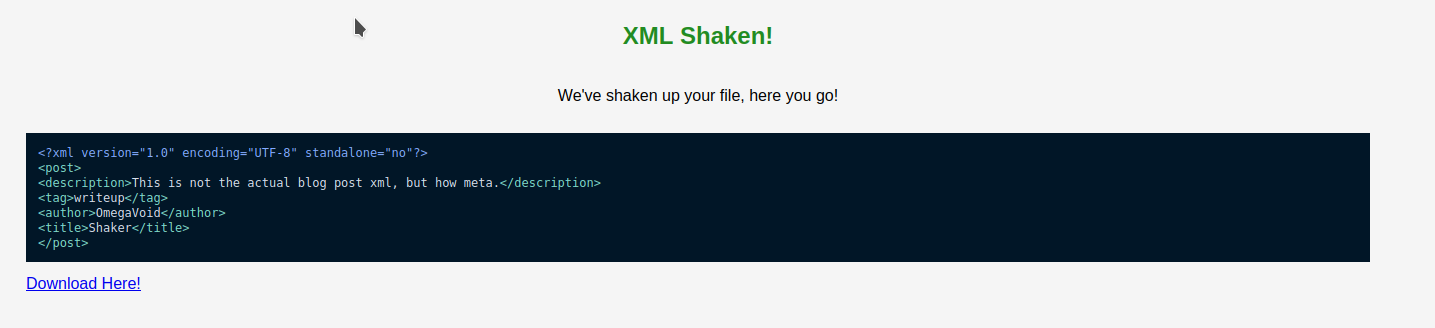 XML Shaken!
We've shaken up your file, here you go!
<?xml version="1.0" encoding="UTF-8" standalone="no"?>
<post>
<description>This is not the actual blog post xml, but how meta.</description>
<tag>writeup</tag>
<author>OmegaVoid</author>
<title>Shaker</title>
</post>
Download Here!